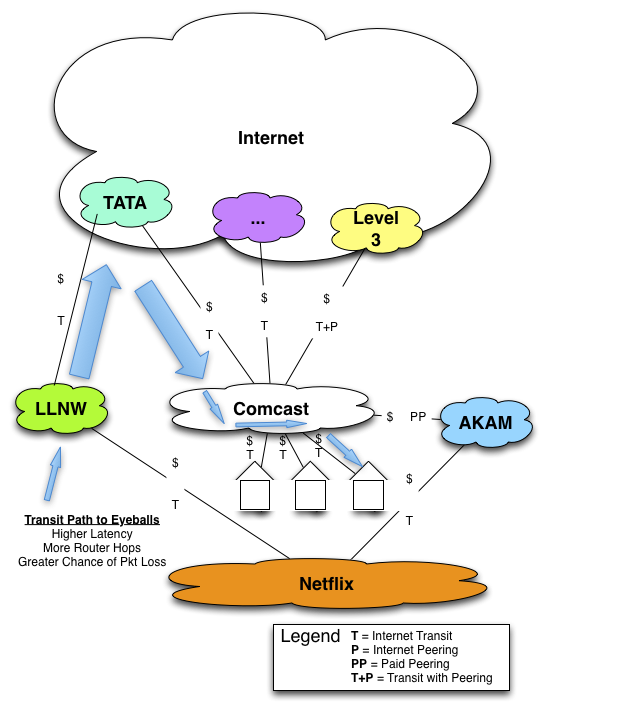 Internet
TATA
...
Level
3
$
$
$
$
T
T
T
T+P
LLNW
Comcast
$ PP
AKAM
$ $ $
T T T
$
$
T
T
Transit Path to Eyeballs
Higher Latency
More Router Hops
Greater Chance of Pkt Loss
Netflix
Legend
T = Internet Transit
P = Internet Peering
PP = Paid Peering
T+P = Transit with Peering